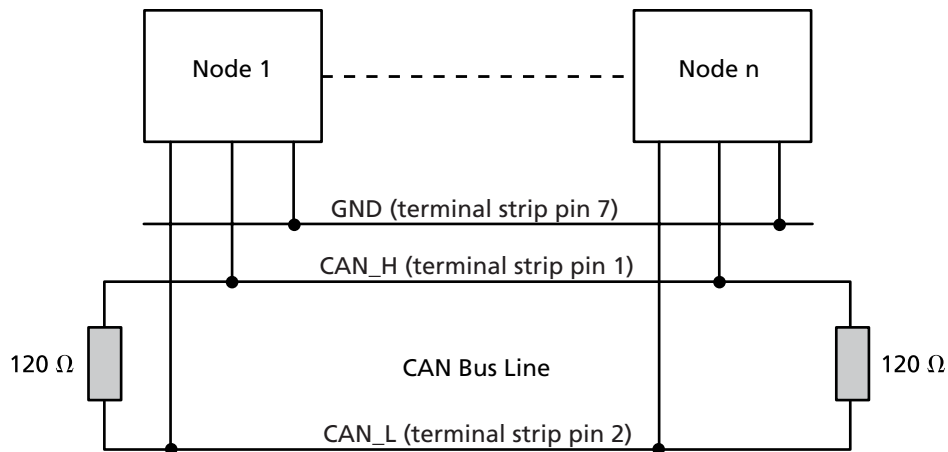 Node 1
Node n
GND (terminal strip pin 7)
CAN_H (terminal strip pin 1)
120 Ω
CAN Bus Line
120 Ω
CAN_L (terminal strip pin 2)